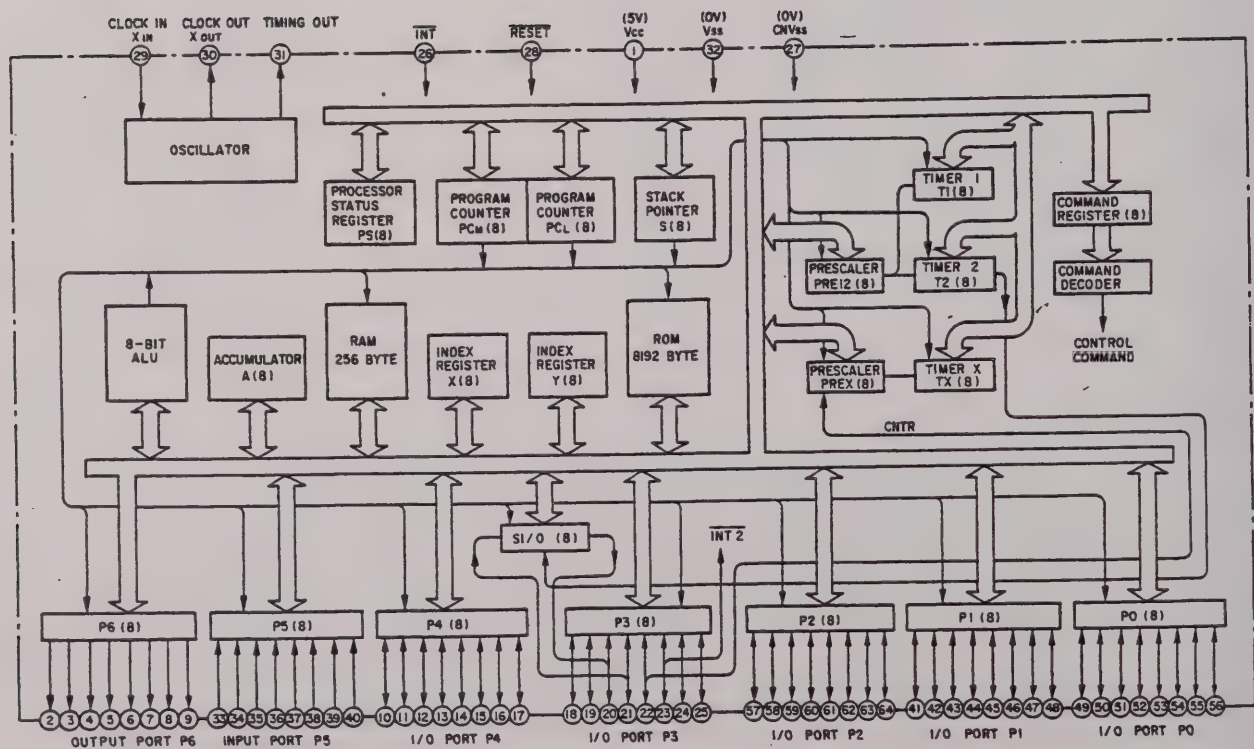 CLOCK IN CLOCK OUT TIMING OUT
X IN X OUT
INT RESET (5V) Vcc (0V) Vss (0V) CNVss
29 30 31 26 28 1 32 27
OSCILLATOR
PROCESSOR
STATUS
REGISTER
PS(8)
PROGRAM
COUNTER
PCM(8)
PROGRAM
COUNTER
PCL(8)
STACK
POINTER
S(8)
TIMER 1
T1(8)
COMMAND
REGISTER(8)
PRESCALER
PRE12(8)
TIMER 2
T2(8)
COMMAND
DECODER
8-BIT
ALU
ACCUMULATOR
A(8)
RAM
256 BYTE
INDEX
REGISTER
X(8)
INDEX
REGISTER
Y(8)
ROM
8192 BYTE
PRESCALER
PREX(8)
TIMER X
TX(8)
CONTROL
COMMAND
CNTR
SI/O (8)
INT 2
P6(8) P5(8) P4(8) P3(8) P2(8) P1(8) P0(8)
2 3 4 5 6 7 8 9 33 34 35 36 37 38 39 40 10 11 12 13 14 15 16 17 18 19 20 21 22 23 24 25 57 58 59 60 61 62 63 64 41 42 43 44 45 46 47 48 49 50 51 52 53 54 55 56
OUTPUT PORT P6 INPUT PORT P5 I/O PORT P4 I/O PORT P3 I/O PORT P2 I/O PORT P1 I/O PORT P0